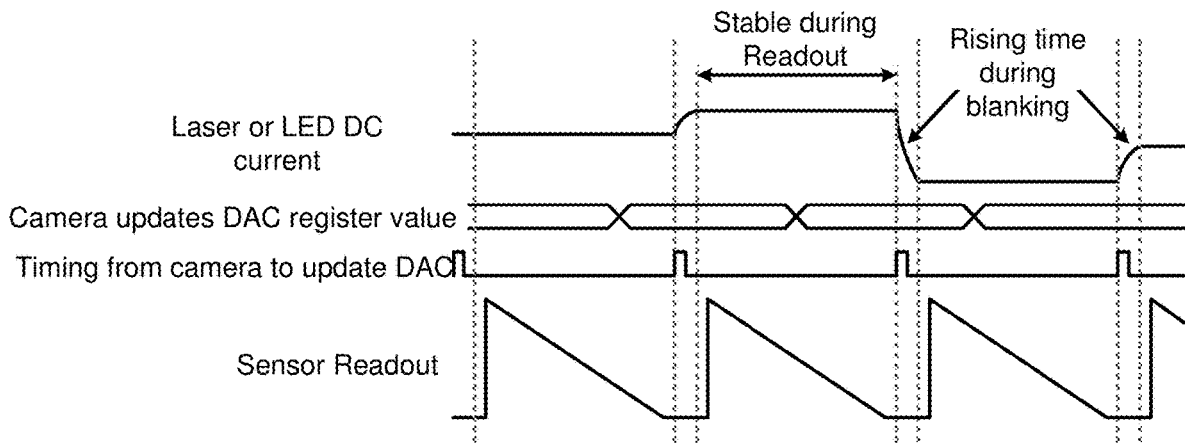 Stable during
Readout
Rising time
during
blanking
Laser or LED DC
current
Camera updates DAC register value
Timing from camera to update DAC
Sensor Readout